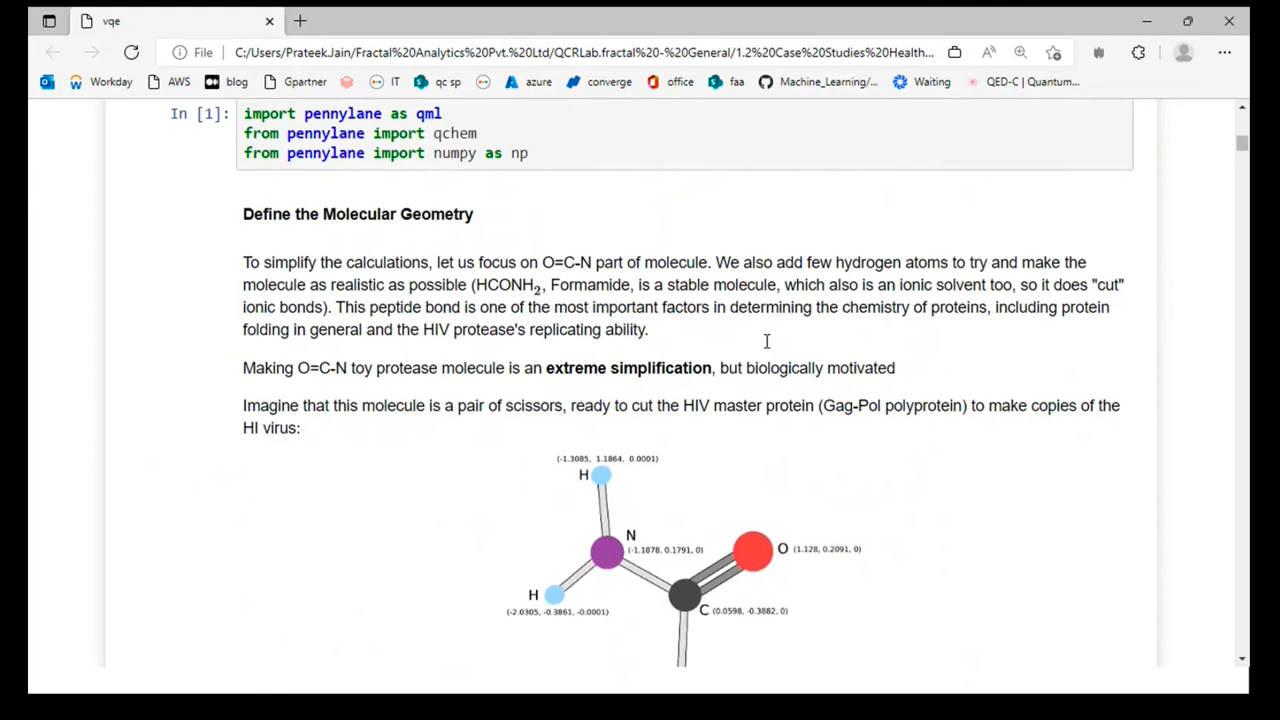 vqe
File C:/Users/Prateek.Jain/Fractal%20Analytics%20Pvt.%20Ltd/QCRLab.fractal%20-%20General/1.2%20Case%20Studies%20Health...
Workday AWS blog Gpartner IT qc sp azure converge office faa Machine_Learning/... Waiting QED-C | Quantum...
In [1]: import pennylane as qml
from pennylane import qchem
from pennylane import numpy as np
Define the Molecular Geometry
To simplify the calculations, let us focus on O=C-N part of molecule. We also add few hydrogen atoms to try and make the
molecule as realistic as possible (HCONH₂, Formamide, is a stable molecule, which also is an ionic solvent too, so it does "cut"
ionic bonds). This peptide bond is one of the most important factors in determining the chemistry of proteins, including protein
folding in general and the HIV protease's replicating ability.
Making O=C-N toy protease molecule is an extreme simplification, but biologically motivated
Imagine that this molecule is a pair of scissors, ready to cut the HIV master protein (Gag-Pol polyprotein) to make copies of the
HI virus:
(-1.3085, 1.1864, 0.0001)
H
N
(-1.1878, 0.1791, 0)
O (1.128, 0.2091, 0)
H
(-2.0305, -0.3861, -0.0001)
C (0.0598, -0.3882, 0)